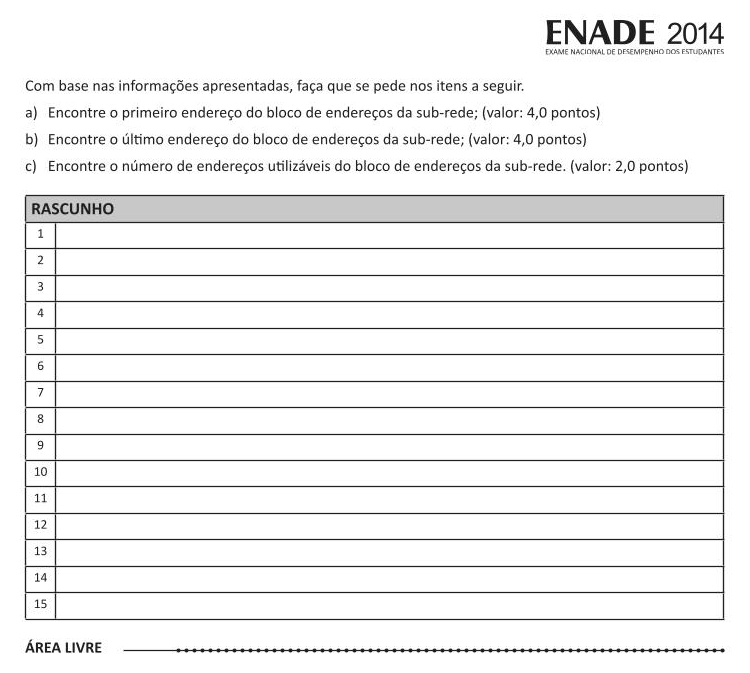 ENADE 2014
EXAME NACIONAL DE DESEMPENHO DOS ESTUDANTES
Com base nas informações apresentadas, faça que se pede nos itens a seguir.
a) Encontre o primeiro endereço do bloco de endereços da sub-rede; (valor: 4,0 pontos)
b) Encontre o último endereço do bloco de endereços da sub-rede; (valor: 4,0 pontos)
c) Encontre o número de endereços utilizáveis do bloco de endereços da sub-rede. (valor: 2,0 pontos)
RASCUNHO
1
2
3
4
5
6
7
8
9
10
11
12
13
14
15
ÁREA LIVRE